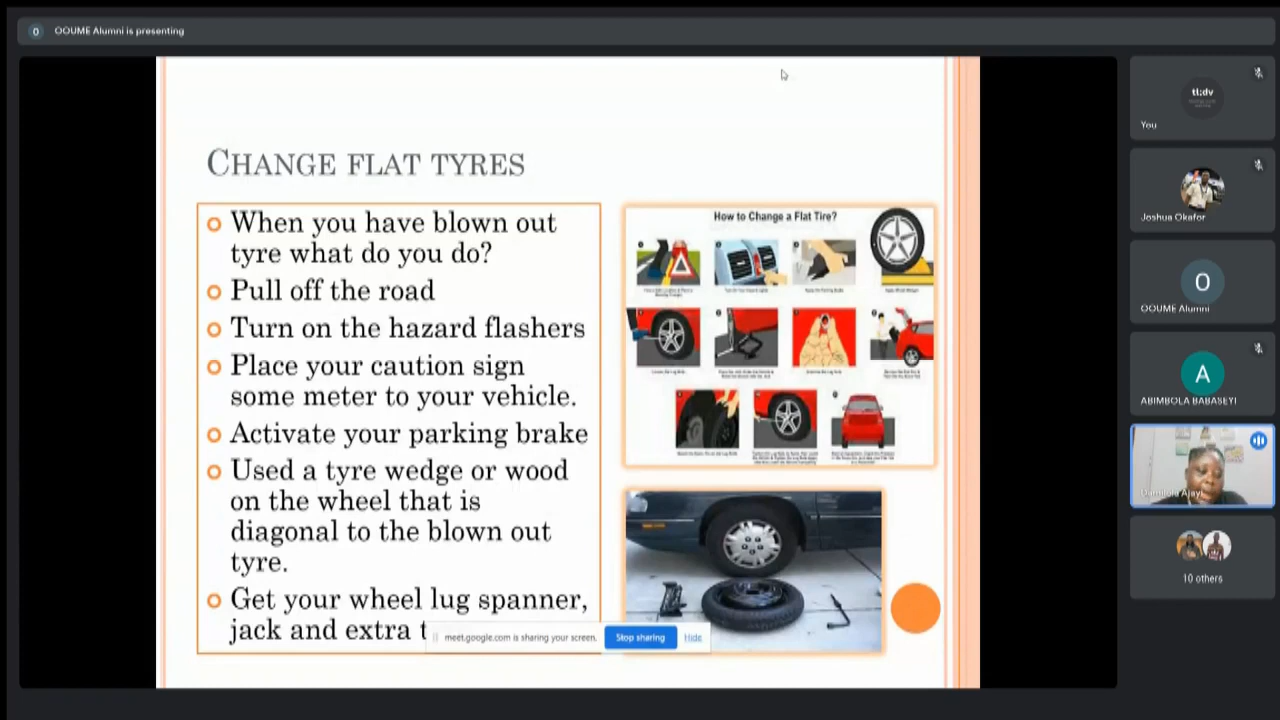 OOUME Alumni is presenting
CHANGE FLAT TYRES
When you have blown out
tyre what do you do?
Pull off the road
Turn on the hazard flashers
Place your caution sign
some meter to your vehicle.
Activate your parking brake
Used a tyre wedge or wood
on the wheel that is
diagonal to the blown out
tyre.
Get your wheel lug spanner,
jack and extra t
How to Change a Flat Tire?
meet.google.com is sharing your screen.
Stop sharing
Hide
tl;dv
You
Joshua Okafor
O
OOUME Alumni
A
ABIMBOLA BABASEYI
Damilola Ajayi
10 others